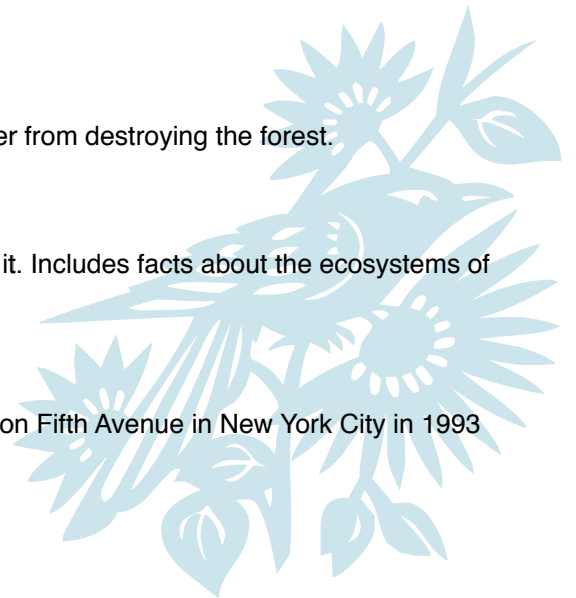 er from destroying the forest.
it. Includes facts about the ecosystems of
on Fifth Avenue in New York City in 1993